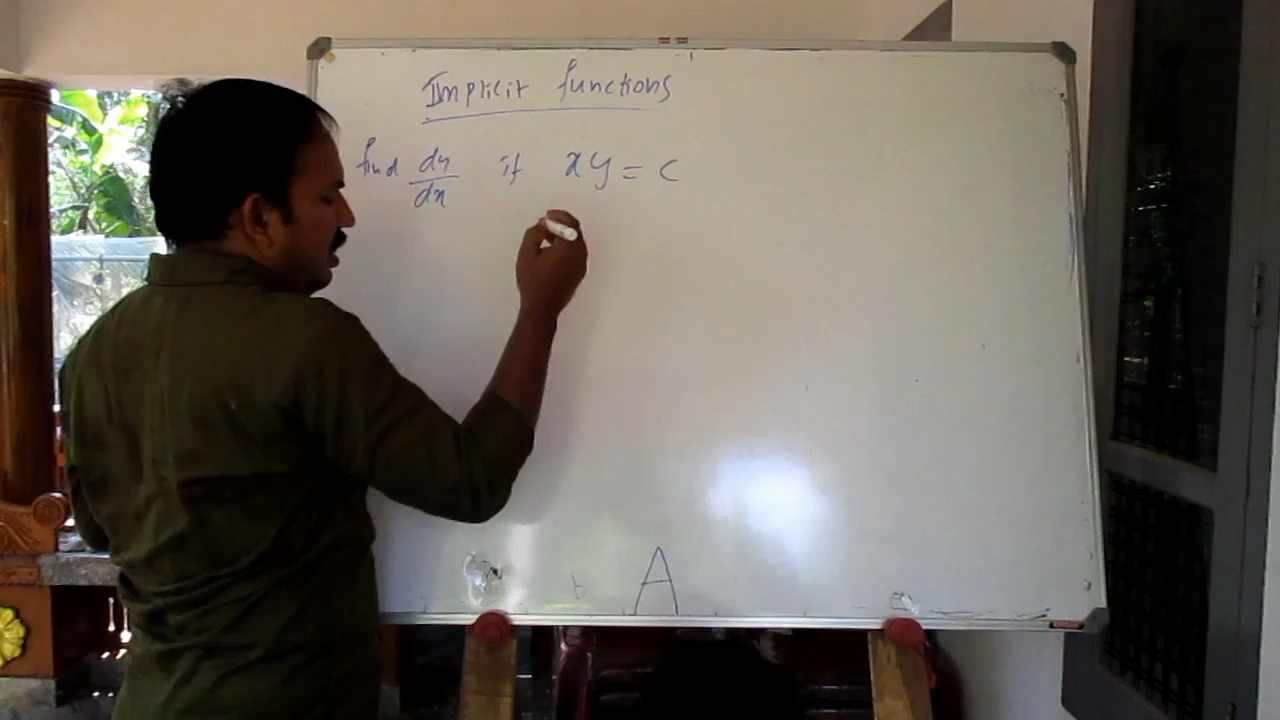 Implicit functions
find dy/dx if xy = c
A